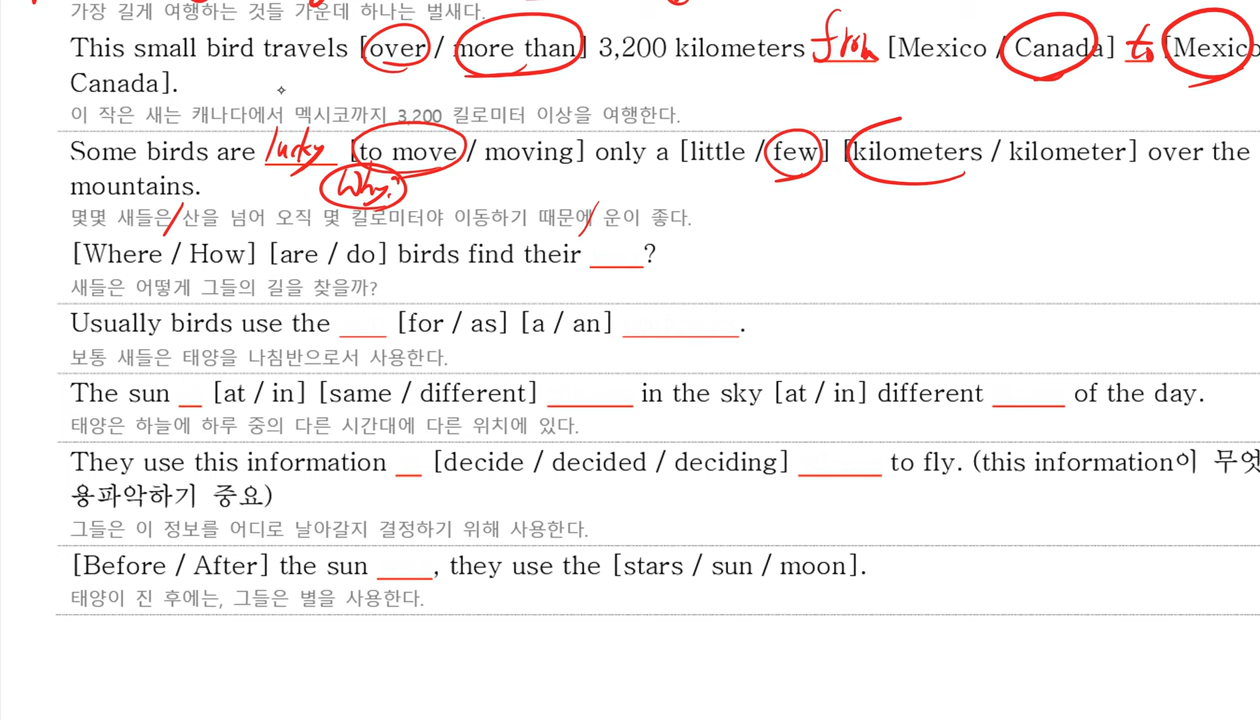 가장 길게 여행하는 것들 가운데 하나는 벌새다.
This small bird travels [over / more than] 3,200 kilometers from [Mexico / Canada] to [Mexico
Canada].
이 작은 새는 캐나다에서 멕시코까지 3,200 킬로미터 이상을 여행한다.
Some birds are lucky [to move / moving] only a [little / few] [kilometers / kilometer] over the
mountains. Why?
몇몇 새들은 / 산을 넘어 오직 몇 킬로미터야 이동하기 때문에 / 운이 좋다.
[Where / How] [are / do] birds find their ____?
새들은 어떻게 그들의 길을 찾을까?
Usually birds use the ____ [for / as] [a / an] ____.
보통 새들은 태양을 나침반으로서 사용한다.
The sun __ [at / in] [same / different] ____ in the sky [at / in] different ____ of the day.
태양은 하늘에 하루 중의 다른 시간대에 다른 위치에 있다.
They use this information __ [decide / decided / deciding] ____ to fly. (this information이 무엇
용파악하기 중요)
그들은 이 정보를 어디로 날아갈지 결정하기 위해 사용한다.
[Before / After] the sun ____, they use the [stars / sun / moon].
태양이 진 후에는, 그들은 별을 사용한다.